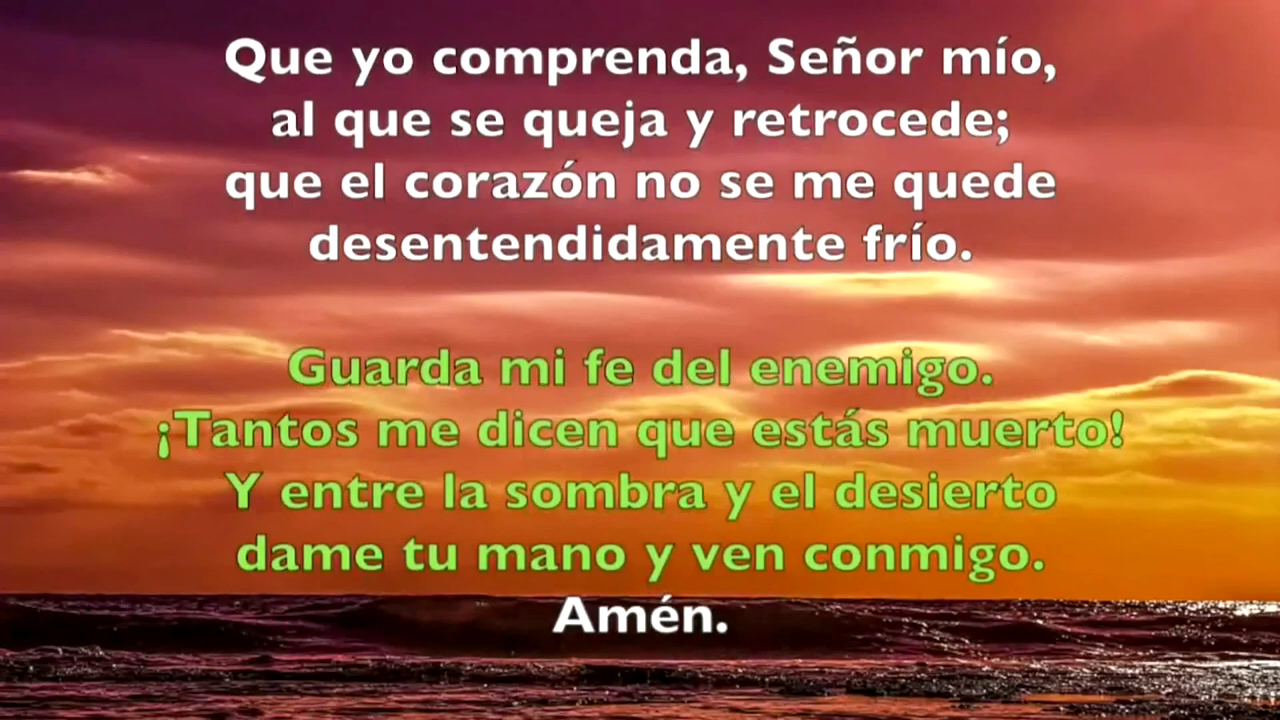 Que yo comprenda, Señor mío,
al que se queja y retrocede;
que el corazón no se me quede
desentendidamente frío.
Guarda mi fe del enemigo.
¡Tantos me dicen que estás muerto!
Y entre la sombra y el desierto
dame tu mano y ven conmigo.
Amén.